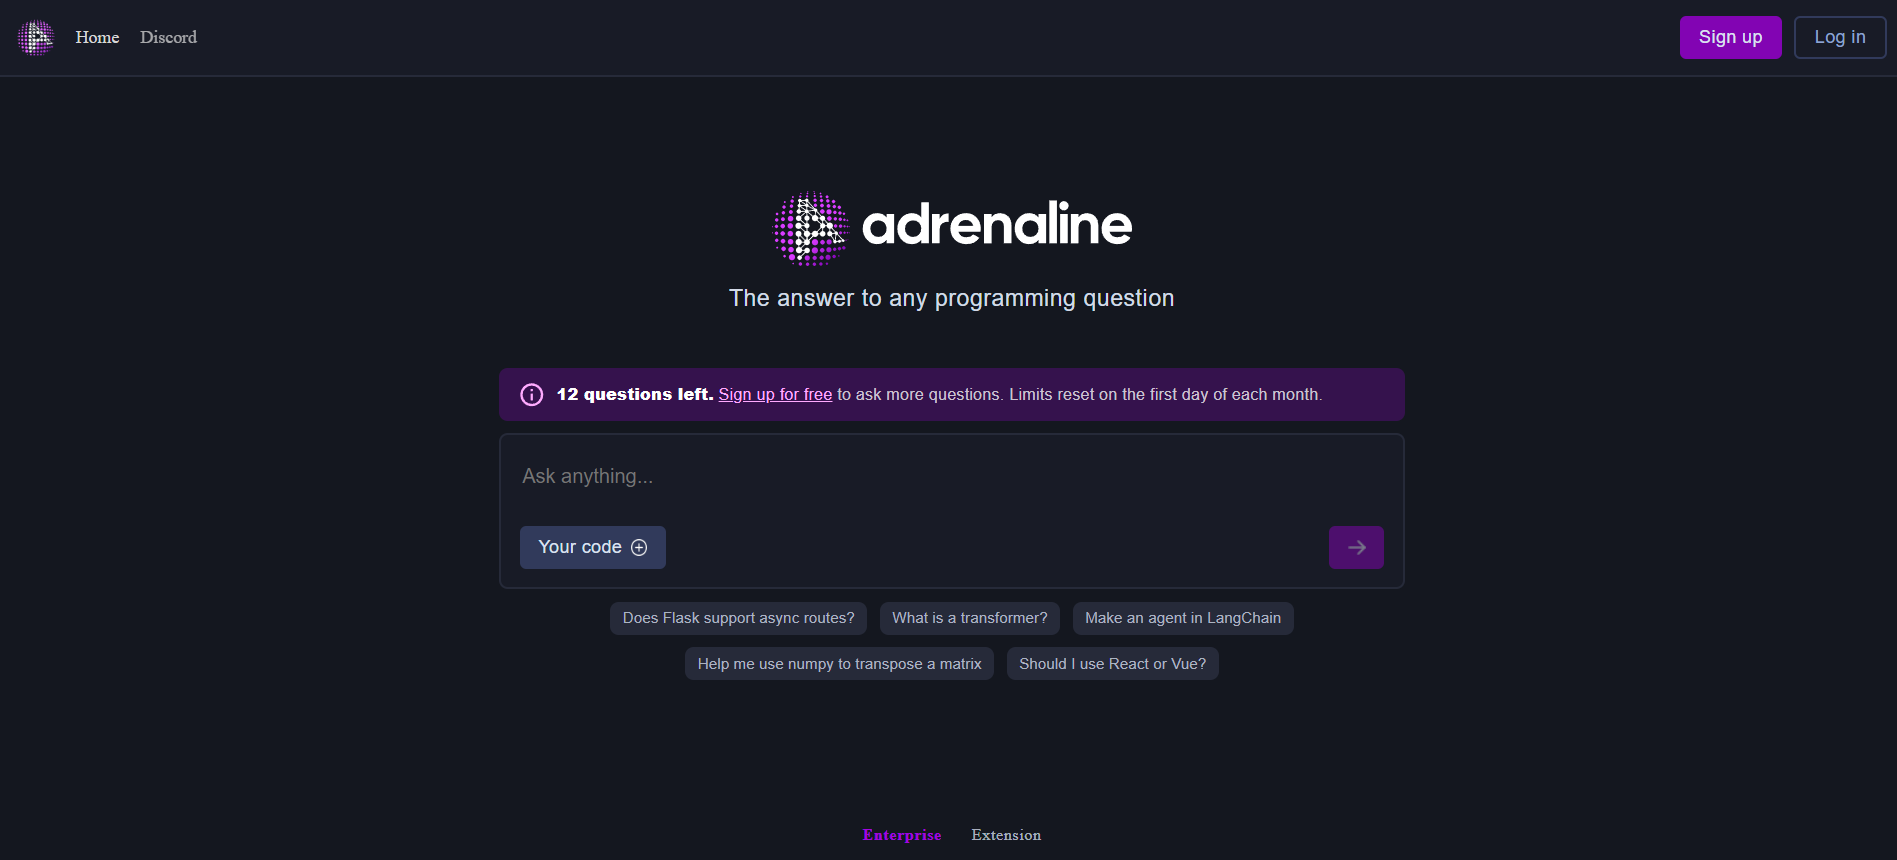 Home Discord Sign up Log in
adrenaline
The answer to any programming question
12 questions left. Sign up for free to ask more questions. Limits reset on the first day of each month.
Ask anything...
Your code
Does Flask support async routes? What is a transformer? Make an agent in LangChain
Help me use numpy to transpose a matrix Should I use React or Vue?
Enterprise Extension